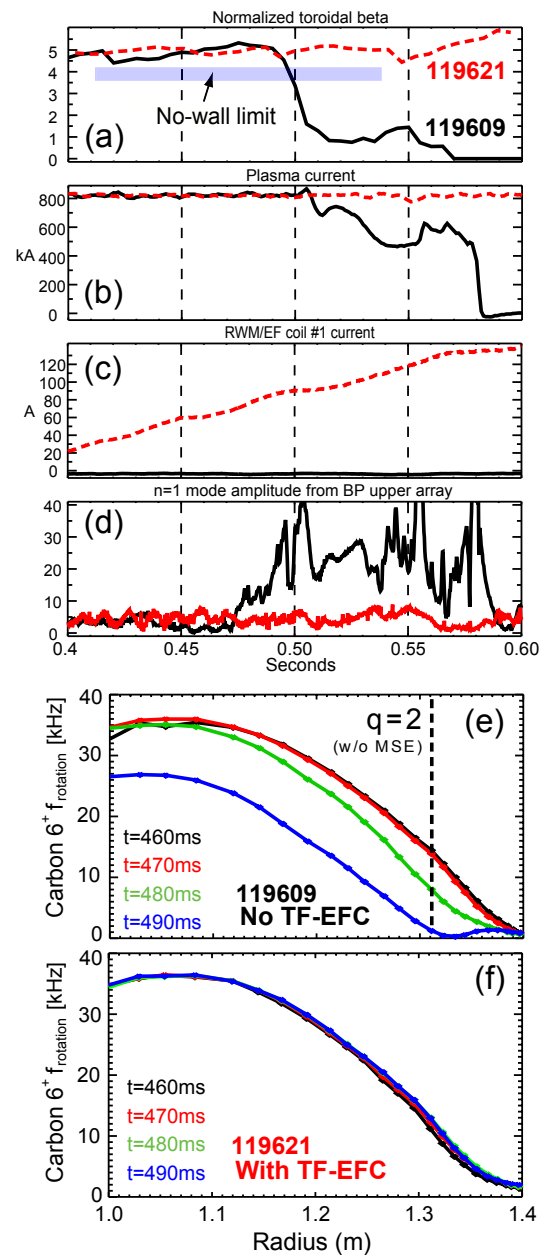 Normalized toroidal beta
5
4
3
2
1
0
119621
119609
No-wall limit
(a)
Plasma current
800
600
kA
400
200
0
(b)
RWM/EF coil #1 current
120
100
80
A
60
40
20
0
(c)
n=1 mode amplitude from BP upper array
40
30
20
10
0
(d)
0.4 0.45 0.50 0.55 0.60
Seconds
40
30
20
10
0
Carbon 6+ f rotation [kHz]
(e)
q=2
(w/o MSE)
t=460ms
t=470ms
t=480ms
t=490ms
119609
No TF-EFC
40
30
20
10
0
Carbon 6+ f rotation [kHz]
(f)
t=460ms
t=470ms
t=480ms
t=490ms
119621
With TF-EFC
1.0 1.1 1.2 1.3 1.4
Radius (m)